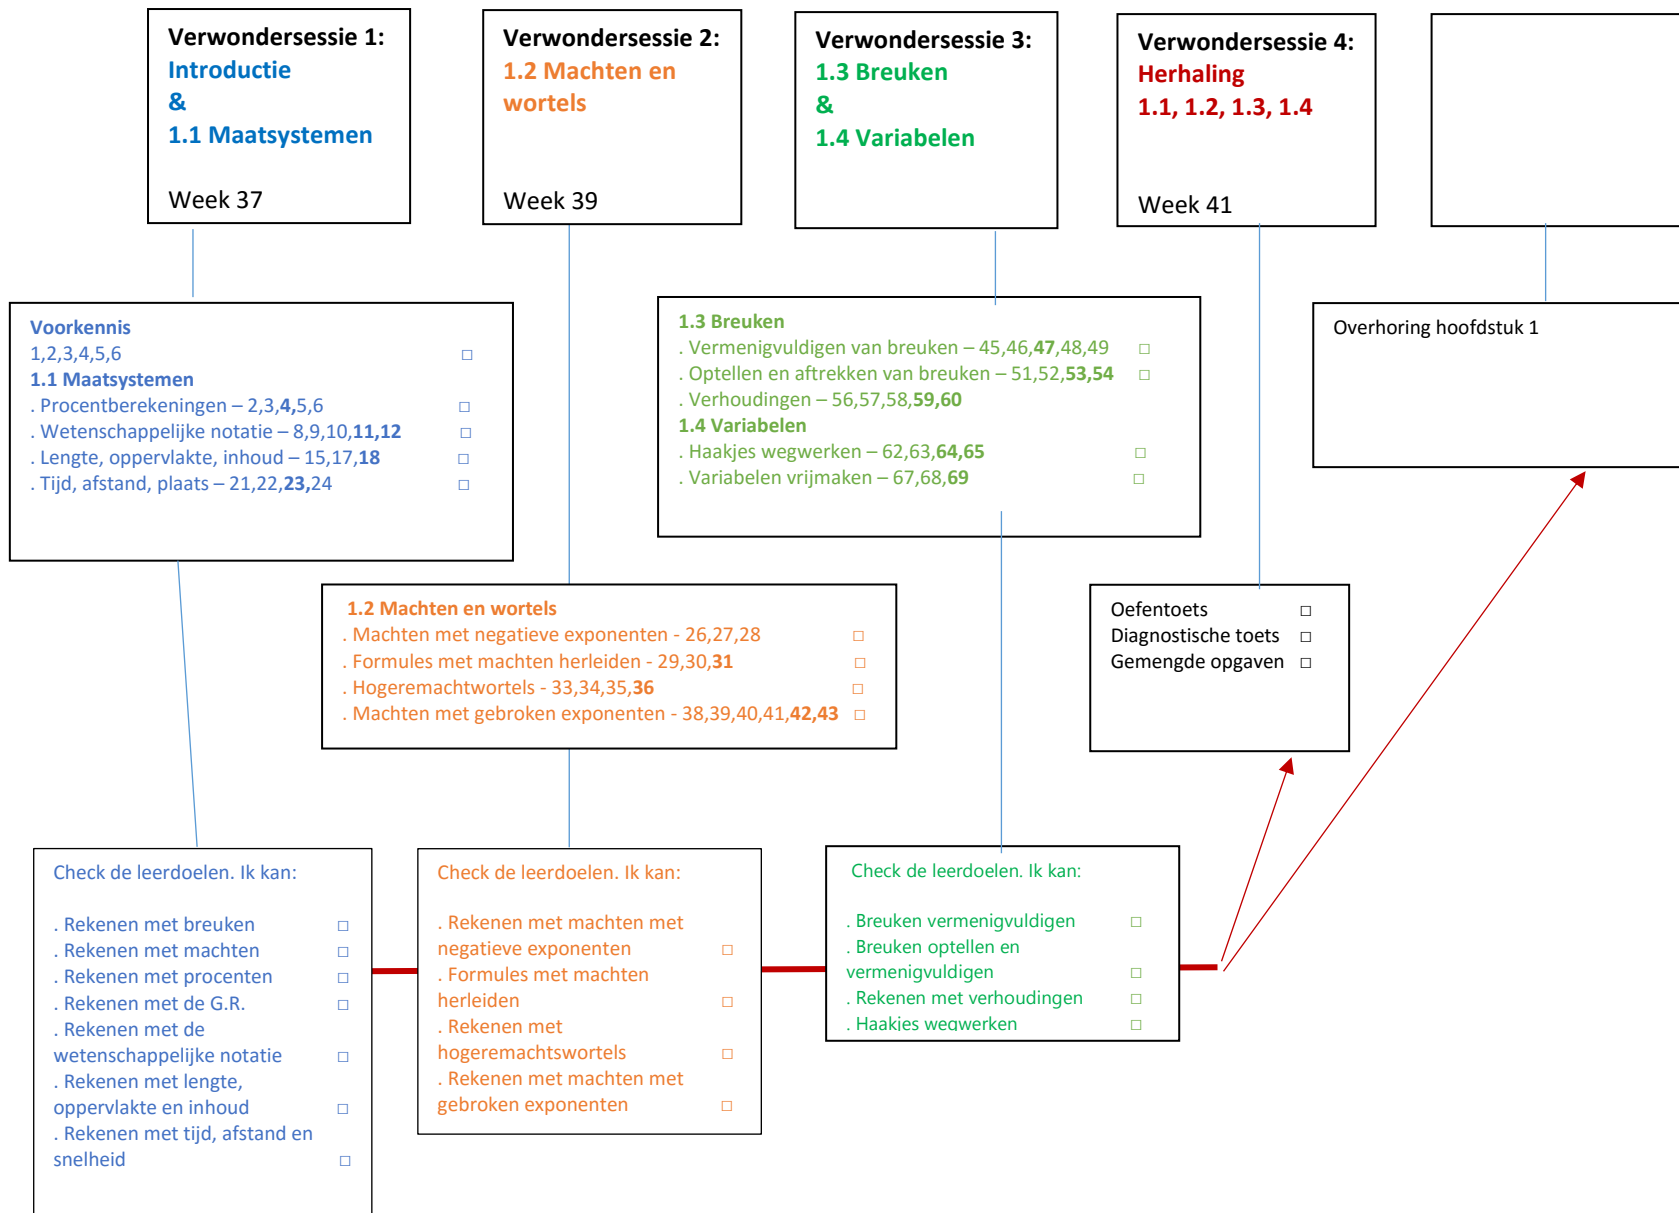 Verwondersessie 1:
Introductie
&
1.1 Maatsystemen
Week 37
Verwondersessie 2:
1.2 Machten en
wortels
Week 39
Verwondersessie 3:
1.3 Breuken
&
1.4 Variabelen
Verwondersessie 4:
Herhaling
1.1, 1.2, 1.3, 1.4
Week 41
Voorkennis
1,2,3,4,5,6 □
1.1 Maatsystemen
. Procentberekeningen – 2,3,4,5,6 □
. Wetenschappelijke notatie – 8,9,10,11,12 □
. Lengte, oppervlakte, inhoud – 15,17,18 □
. Tijd, afstand, plaats – 21,22,23,24 □
1.3 Breuken
. Vermenigvuldigen van breuken – 45,46,47,48,49 □
. Optellen en aftrekken van breuken – 51,52,53,54 □
. Verhoudingen – 56,57,58,59,60
1.4 Variabelen
. Haakjes wegwerken – 62,63,64,65 □
. Variabelen vrijmaken – 67,68,69 □
Overhoring hoofdstuk 1
1.2 Machten en wortels
. Machten met negatieve exponenten - 26,27,28 □
. Formules met machten herleiden - 29,30,31 □
. Hogeremachtwortels - 33,34,35,36 □
. Machten met gebroken exponenten - 38,39,40,41,42,43 □
Oefentoets □
Diagnostische toets □
Gemengde opgaven □
Check de leerdoelen. Ik kan:
. Rekenen met breuken □
. Rekenen met machten □
. Rekenen met procenten □
. Rekenen met de G.R. □
. Rekenen met de
wetenschappelijke notatie □
. Rekenen met lengte,
oppervlakte en inhoud □
. Rekenen met tijd, afstand en
snelheid □
Check de leerdoelen. Ik kan:
. Rekenen met machten met
negatieve exponenten □
. Formules met machten
herleiden □
. Rekenen met
hogeremachtswortels □
. Rekenen met machten met
gebroken exponenten □
Check de leerdoelen. Ik kan:
. Breuken vermenigvuldigen □
. Breuken optellen en
vermenigvuldigen □
. Rekenen met verhoudingen □
. Haakjes wegwerken □